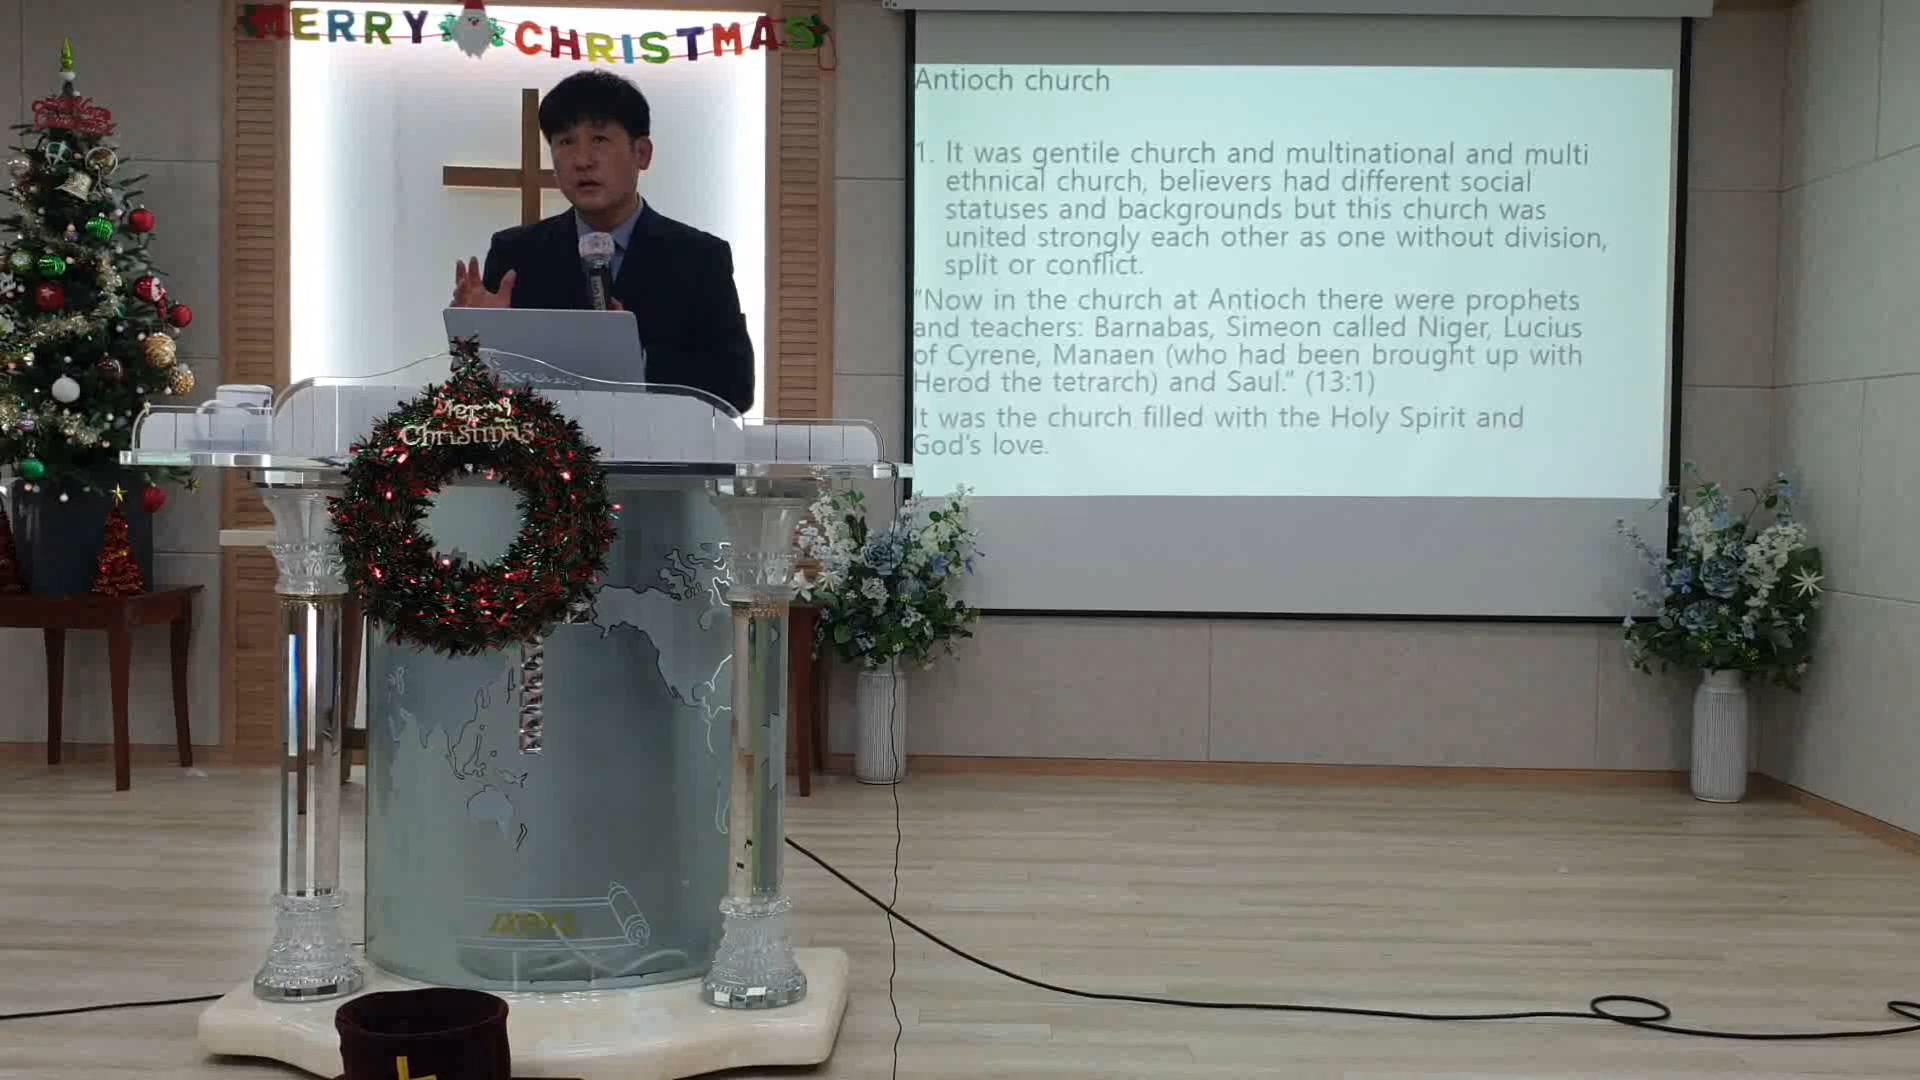 MERRY CHRISTMAS
Antioch church
1. It was gentile church and multinational and multi
ethnical church, believers had different social
statuses and backgrounds but this church was
united strongly each other as one without division,
split or conflict.
"Now in the church at Antioch there were prophets
and teachers: Barnabas, Simeon called Niger, Lucius
of Cyrene, Manaen (who had been brought up with
Herod the tetrarch) and Saul." (13:1)
It was the church filled with the Holy Spirit and
God's love.
Merry
Christmas